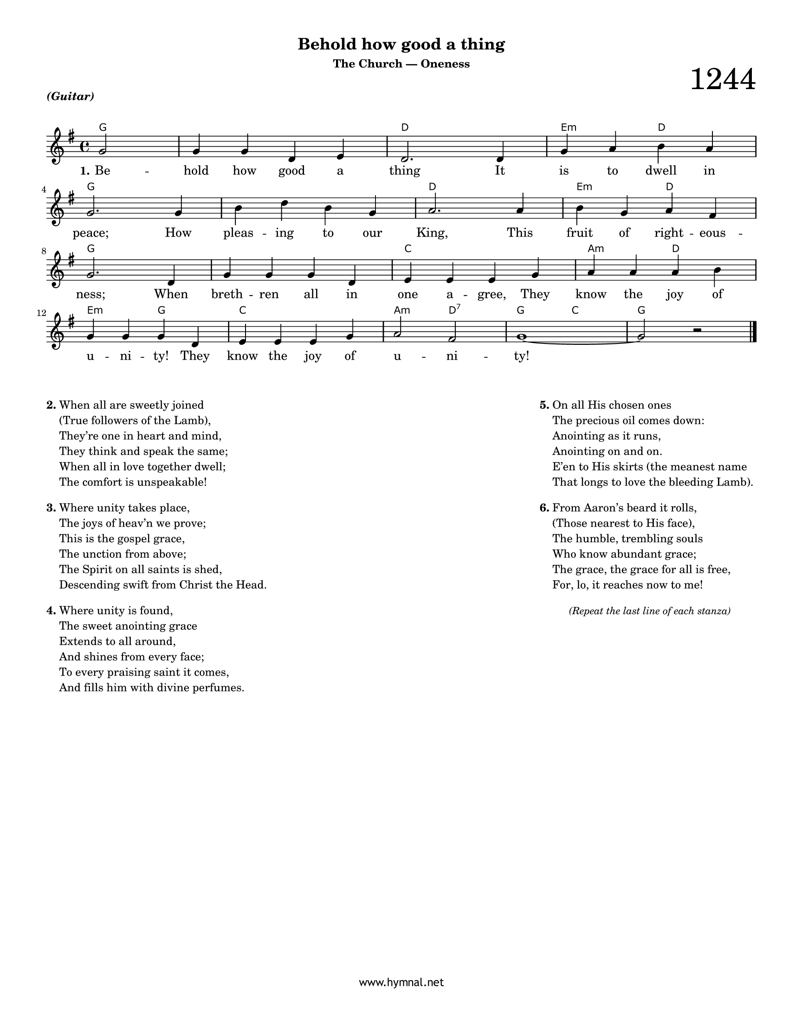 Behold how good a thing
The Church — Oneness
1244
(Guitar)
G D Em D
1. Be - hold how good a thing It is to dwell in
4 G D Em D
peace; How pleas - ing to our King, This fruit of right - eous -
8 G C Am D
ness; When breth - ren all in one a - gree, They know the joy of
12 Em G C Am D7 G C G
u - ni - ty! They know the joy of u - ni - ty!
2. When all are sweetly joined
(True followers of the Lamb),
They're one in heart and mind,
They think and speak the same;
When all in love together dwell;
The comfort is unspeakable!
3. Where unity takes place,
The joys of heav'n we prove;
This is the gospel grace,
The unction from above;
The Spirit on all saints is shed,
Descending swift from Christ the Head.
4. Where unity is found,
The sweet anointing grace
Extends to all around,
And shines from every face;
To every praising saint it comes,
And fills him with divine perfumes.
5. On all His chosen ones
The precious oil comes down:
Anointing as it runs,
Anointing on and on.
E'en to His skirts (the meanest name
That longs to love the bleeding Lamb).
6. From Aaron's beard it rolls,
(Those nearest to His face),
The humble, trembling souls
Who know abundant grace;
The grace, the grace for all is free,
For, lo, it reaches now to me!
(Repeat the last line of each stanza)
www.hymnal.net